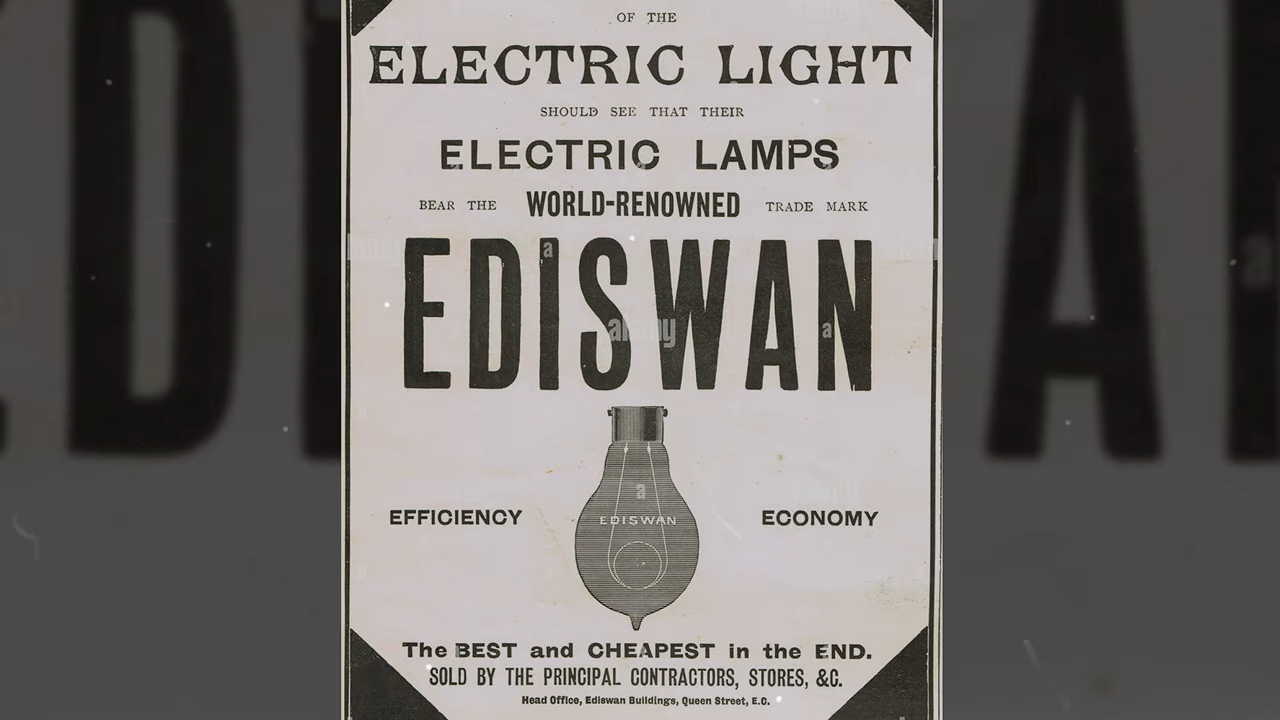 OF THE
ELECTRIC LIGHT
SHOULD SEE THAT THEIR
ELECTRIC LAMPS
BEAR THE WORLD-RENOWNED TRADE MARK
EDISWAN
EDISWAN
EFFICIENCY ECONOMY
The BEST and CHEAPEST in the END.
SOLD BY THE PRINCIPAL CONTRACTORS, STORES, &C.
Head Office, Ediswan Buildings, Queen Street, E.C.
alamy